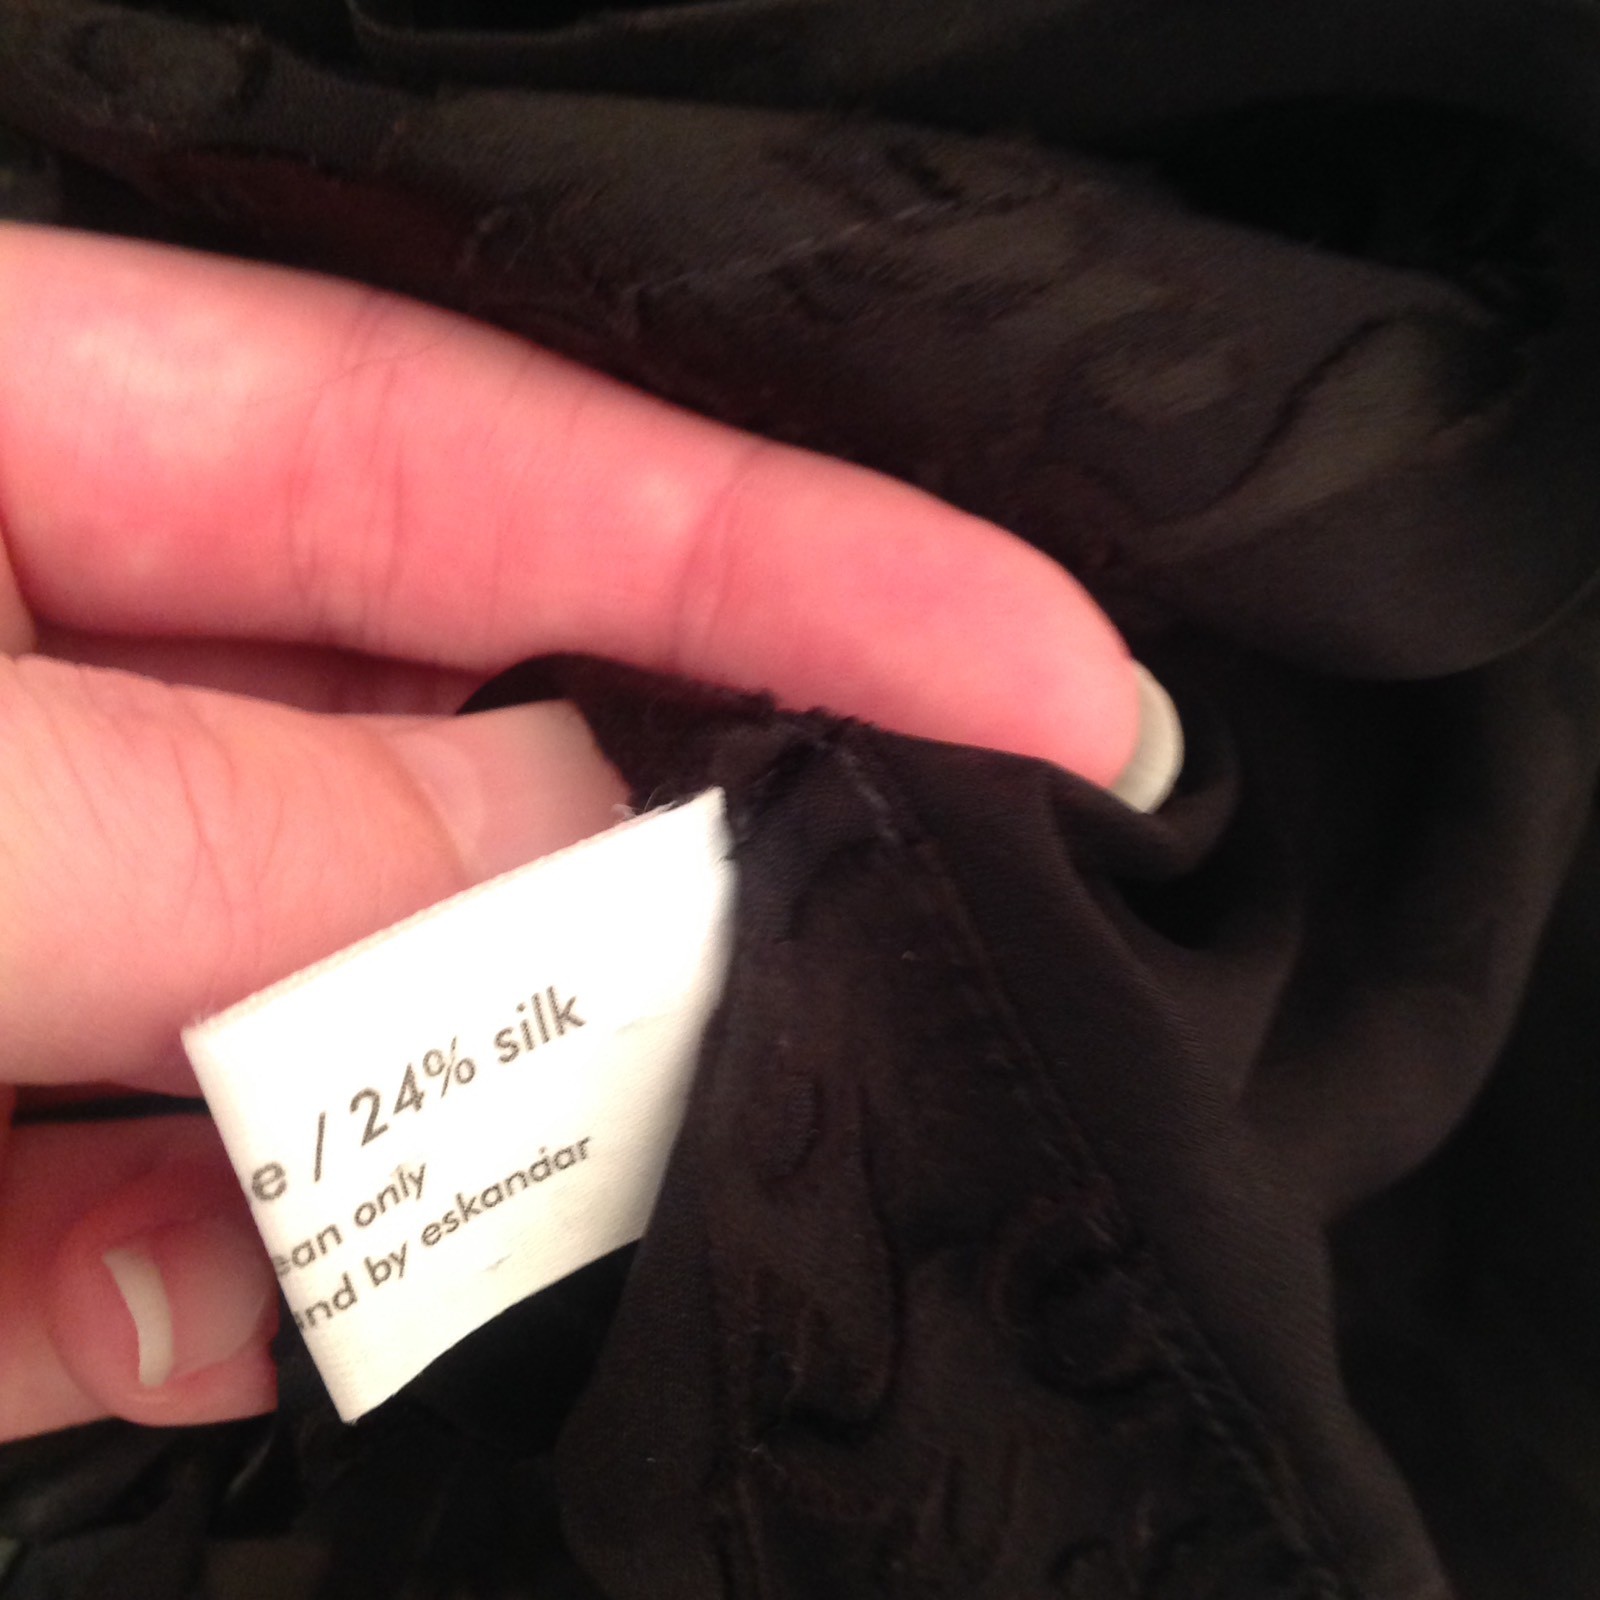 e / 24% silk
ean only
and by eskandar